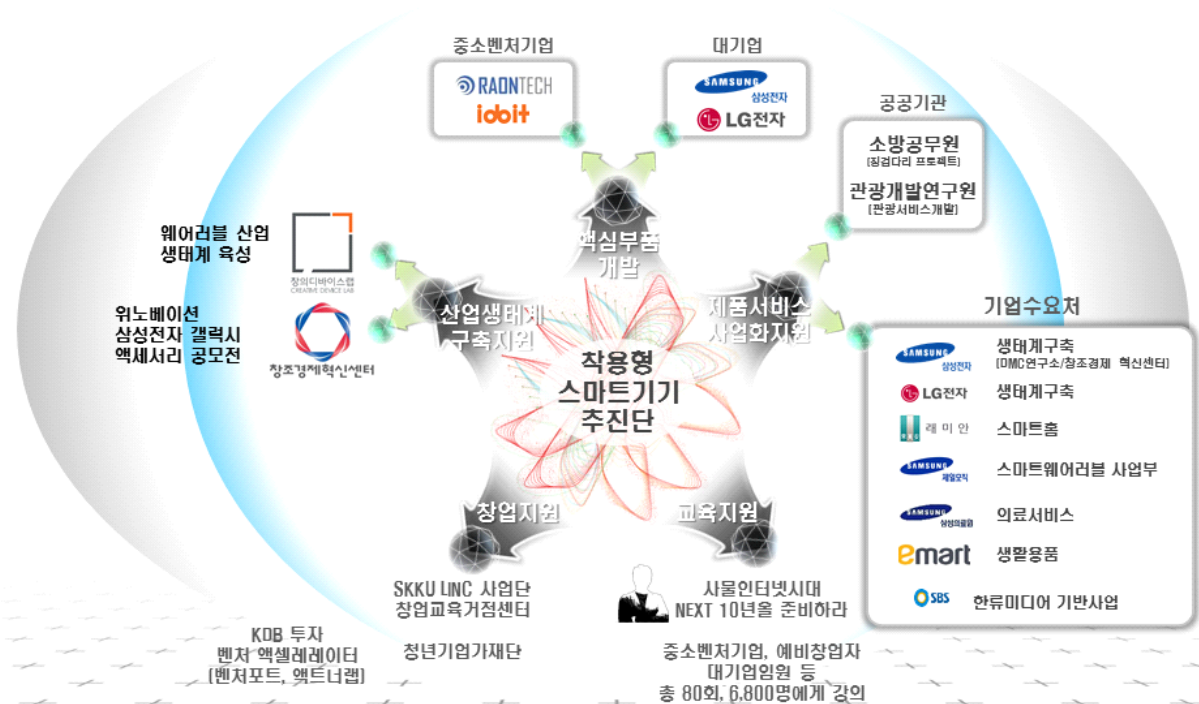 중소벤처기업
RAONTECH
idbit
대기업
SAMSUNG
삼성전자
LG전자
공공기관
소방공무원
[징검다리 프로젝트]
관광개발연구원
[관광서비스개발]
웨어러블 산업
생태계 육성
창의디바이스랩
CREATIVE DEVICE LAB
위노베이션
삼성전자 갤럭시
액세서리 공모전
창조경제혁신센터
핵심부품
개발
산업생태계
구축지원
제품서비스
사업화지원
착용형
스마트기기
추진단
창업지원
교육지원
기업수요처
SAMSUNG
삼성전자
생태계구축
[DMC연구소/창조경제 혁신센터]
LG전자
생태계구축
래미안
스마트홈
SAMSUNG
제일모직
스마트웨어러블 사업부
SAMSUNG
삼성의료원
의료서비스
emart
생활용품
SBS
한류미디어 기반사업
SKKU LINC 사업단
창업교육거점센터
청년기업가재단
KDB 투자
벤처 액셀레레이터
(벤처포트, 액트너랩)
사물인터넷시대
NEXT 10년을 준비하라
중소벤처기업, 예비창업자
대기업임원 등
총 80회, 6,800명에게 강의